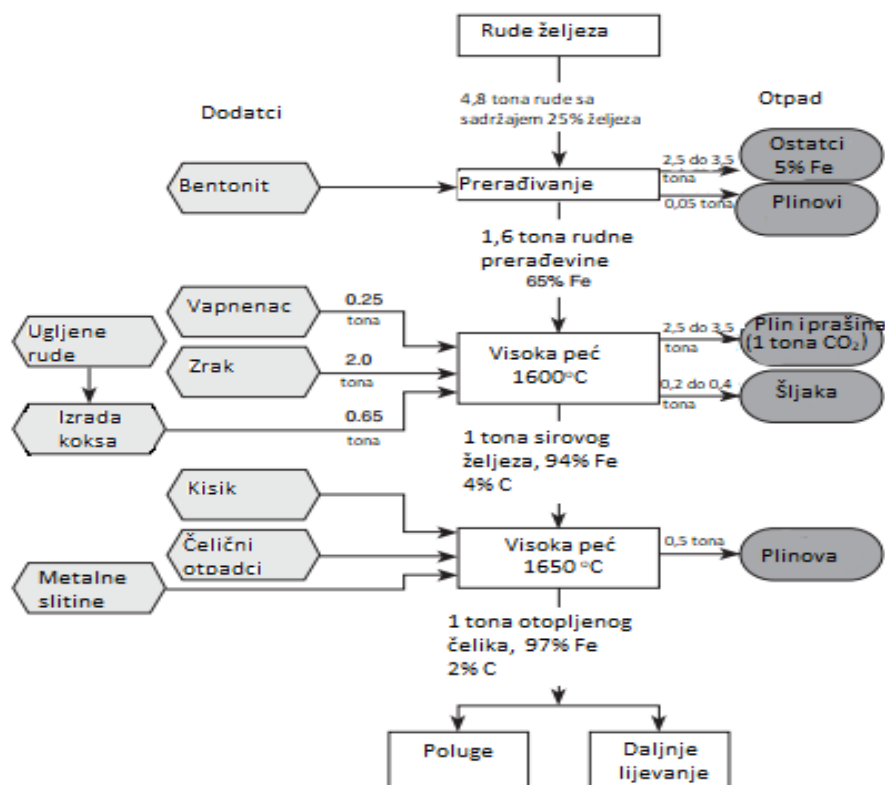 Rude željeza
4,8 tona rude sa
sadržajem 25% željeza
Dodatci
Otpad
Bentonit
Prerađivanje
2,5 do 3,5
tona
Ostatci
5% Fe
0,05 tona
Plinovi
1,6 tona rudne
prerađevine
65% Fe
Vapnenac
0.25
tona
Ugljene
rude
Zrak
2.0
tona
Izrada
koksa
0.65
tona
Visoka peć
1600°C
2,5 do 3,5
tona
Plin i prašina
(1 tona CO₂)
0,2 do 0,4
tona
Šljaka
1 tona sirovog
željeza, 94% Fe
4% C
Kisik
Čelični
otpadci
Metalne
slitine
Visoka peć
1650 °C
0,5 tona
Plinova
1 tona otopljenog
čelika, 97% Fe
2% C
Poluge
Daljnje
lijevanje